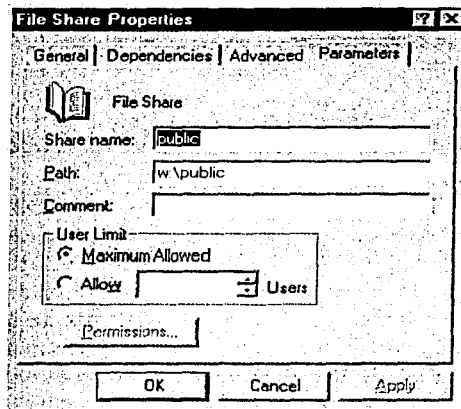 File Share Properties
General Dependencies Advanced Parameters
File Share
Share name: public
Path: w:\public
Comment:
User Limit
Maximum Allowed
Allow Users
Permissions...
OK Cancel Apply